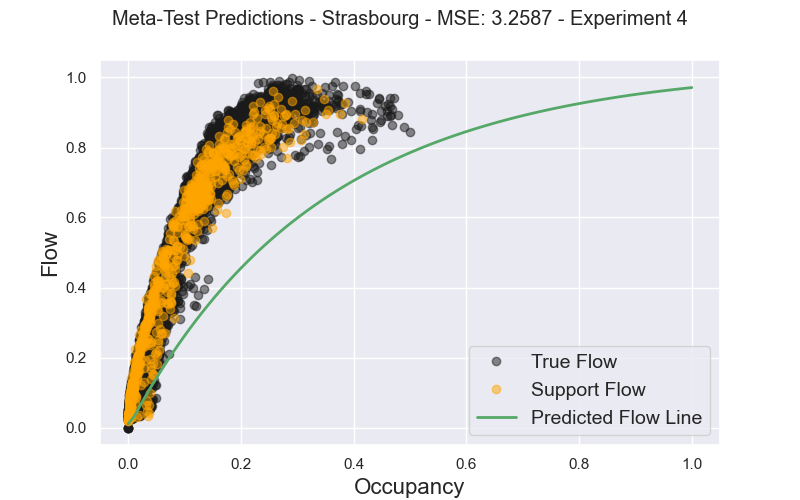 Meta-Test Predictions - Strasbourg - MSE: 3.2587 - Experiment 4
1.0
0.8
0.6
0.4
0.2
0.0
Flow
True Flow
Support Flow
Predicted Flow Line
0.0 0.2 0.4 0.6 0.8 1.0
Occupancy